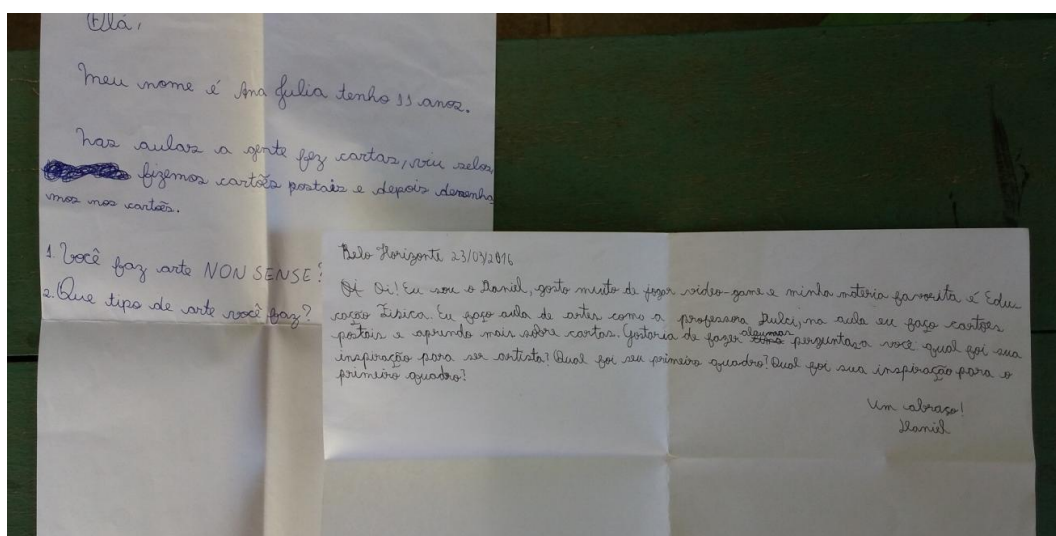 Olá,
Meu nome é Ana Julia tenho 11 anos.
Nas aulas a gente fez cartas, viu selos,
fizemos cartões postais e depois desenha
mos nos cartões.
1. Você faz arte NON SENSE?
2. Que tipo de arte você faz?
Belo Horizonte 23/04/2016
Oi! Eu sou o Daniel, gosto muito de jogar video-game e minha matéria favorita é Edu
cação Física. Eu faço aula de artes como a professora Dulci, na aula eu faço cartões
postais e aprendo mais sobre cartas. Gostaria de fazer algumas perguntas a você qual foi sua
inspiração para ser artista? Qual foi seu primeiro quadro? Qual foi sua inspiração para o
primeiro quadro?
Um abraço!
Daniel